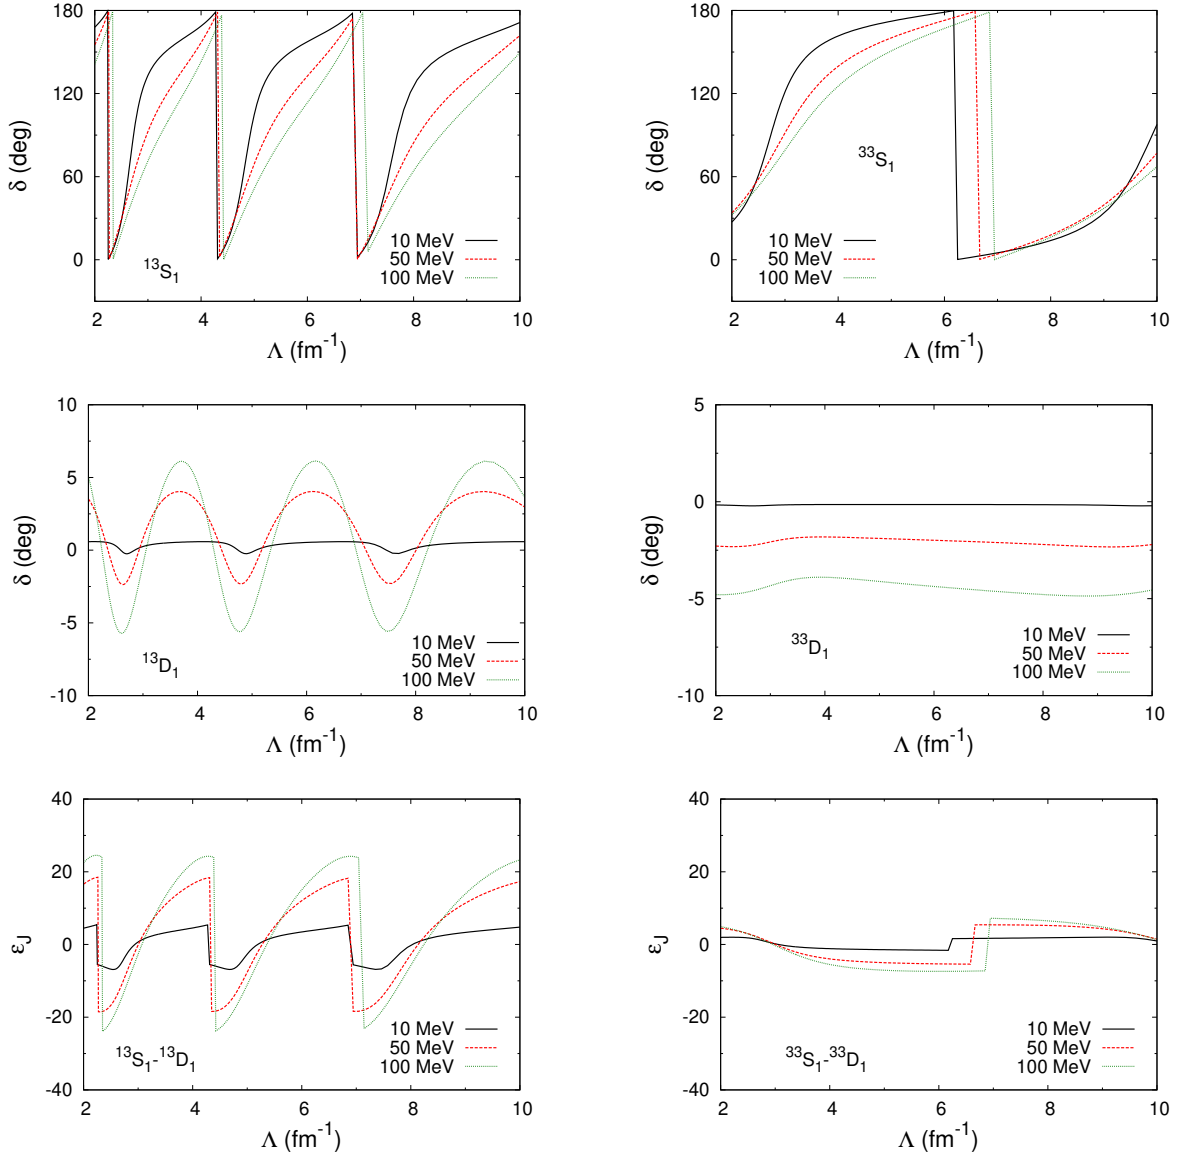 180
120
60
0
δ (deg)
¹³S₁
10 MeV
50 MeV
100 MeV
2 4 6 8 10
Λ (fm⁻¹)
180
120
60
0
δ (deg)
³³S₁
10 MeV
50 MeV
100 MeV
2 4 6 8 10
Λ (fm⁻¹)
10
5
0
-5
-10
δ (deg)
¹³D₁
10 MeV
50 MeV
100 MeV
2 4 6 8 10
Λ (fm⁻¹)
5
0
-5
-10
δ (deg)
³³D₁
10 MeV
50 MeV
100 MeV
2 4 6 8 10
Λ (fm⁻¹)
40
20
0
-20
-40
εJ
¹³S₁-¹³D₁
10 MeV
50 MeV
100 MeV
2 4 6 8 10
Λ (fm⁻¹)
40
20
0
-20
-40
εJ
³³S₁-³³D₁
10 MeV
50 MeV
100 MeV
2 4 6 8 10
Λ (fm⁻¹)